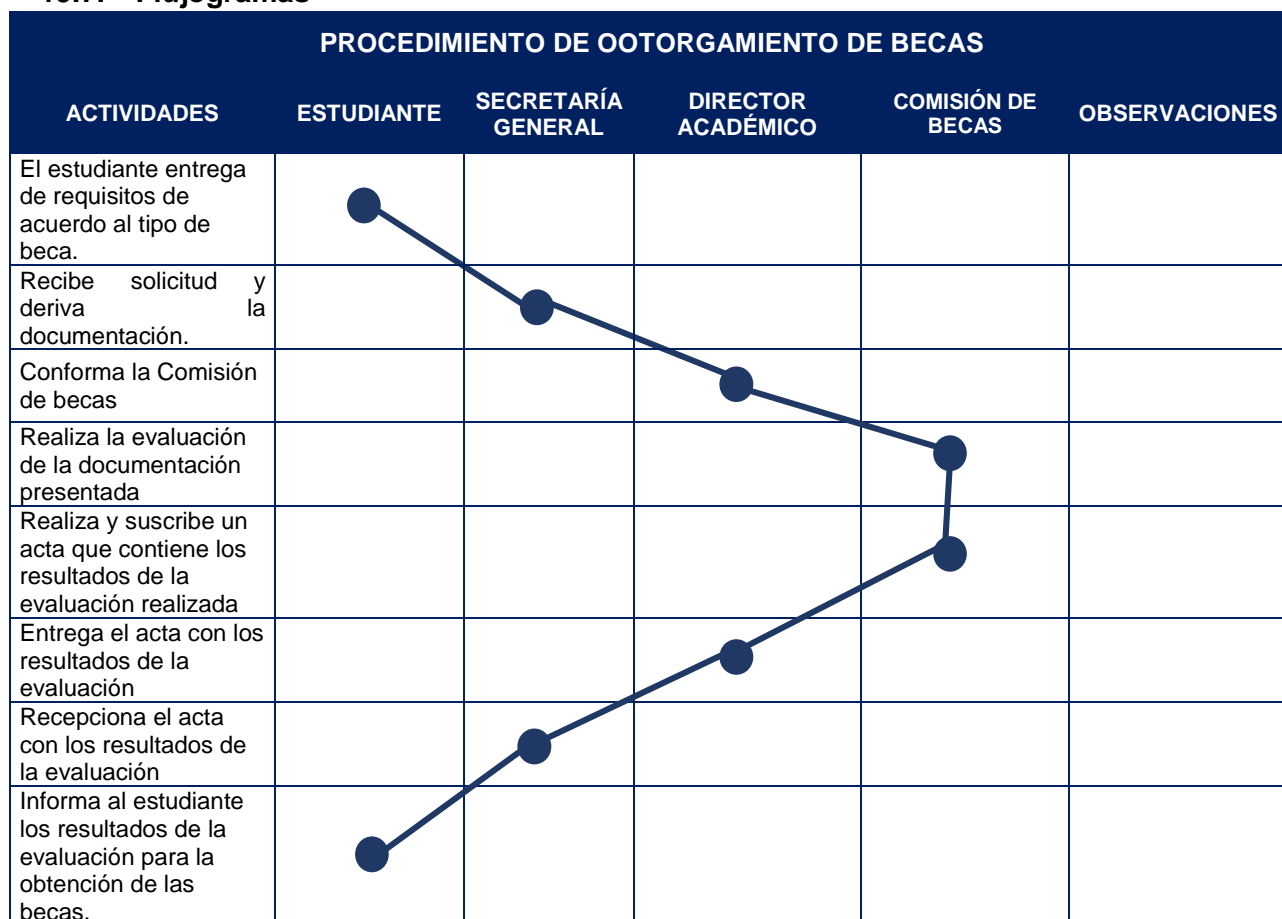 Flujogramas
PROCEDIMIENTO DE OOTORGAMIENTO DE BECAS
ACTIVIDADES
ESTUDIANTE
SECRETARÍA
GENERAL
DIRECTOR
ACADÉMICO
COMISIÓN DE
BECAS
OBSERVACIONES
El estudiante entrega
de requisitos de
acuerdo al tipo de
beca.
Recibe solicitud y
deriva la
documentación.
Conforma la Comisión
de becas
Realiza la evaluación
de la documentación
presentada
Realiza y suscribe un
acta que contiene los
resultados de la
evaluación realizada
Entrega el acta con los
resultados de la
evaluación
Recepciona el acta
con los resultados de
la evaluación
Informa al estudiante
los resultados de la
evaluación para la
obtención de las
becas.